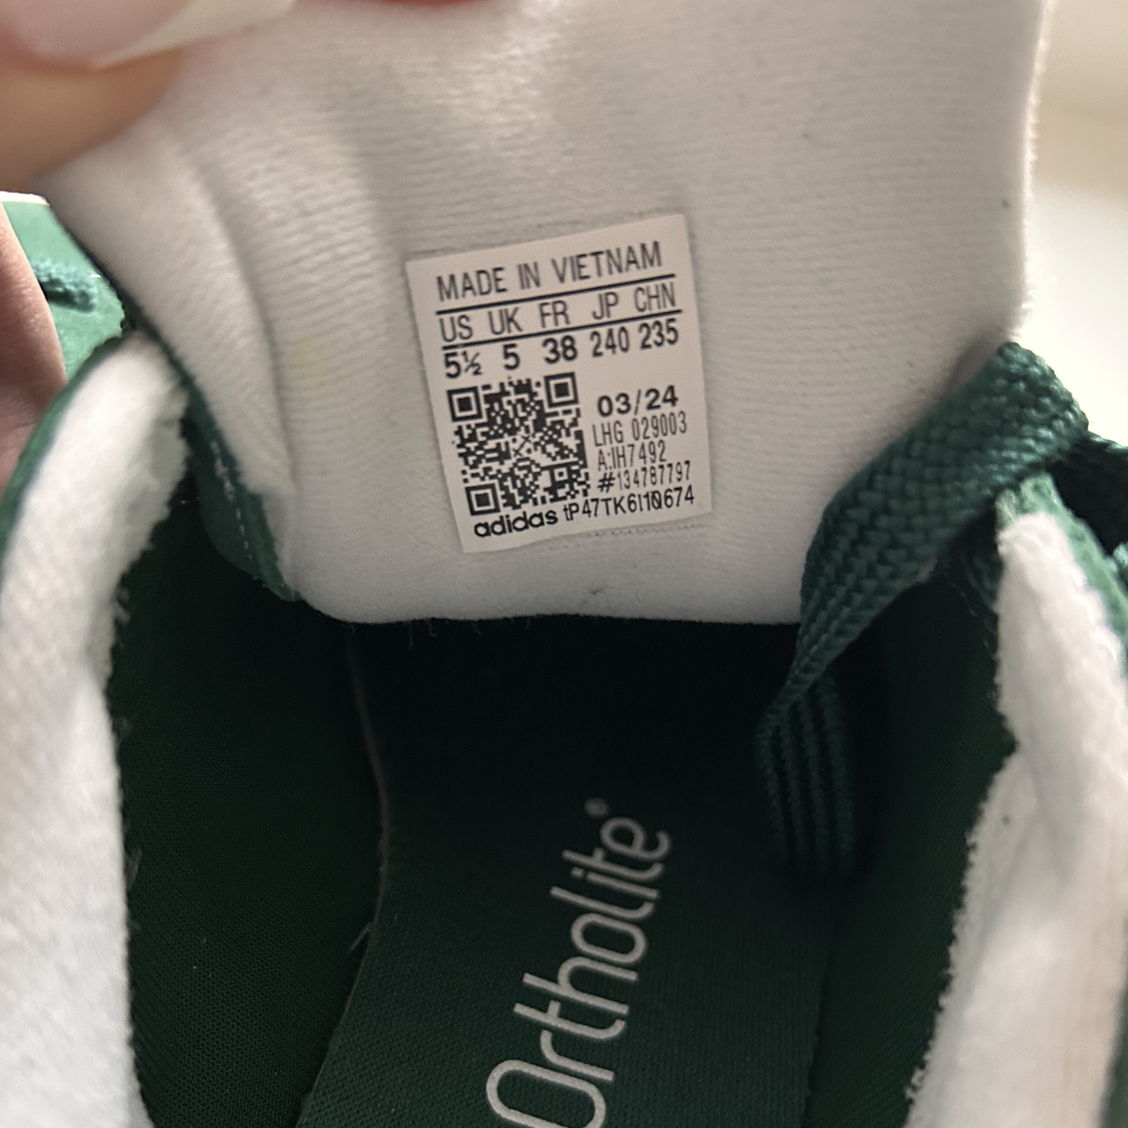 MADE IN VIETNAM
US UK FR JP CHN
5½ 5 38 240 235
03/24
LHG 029003
A:IH7492
#134787797
adidas tP47TK6I10674
Ortholite®